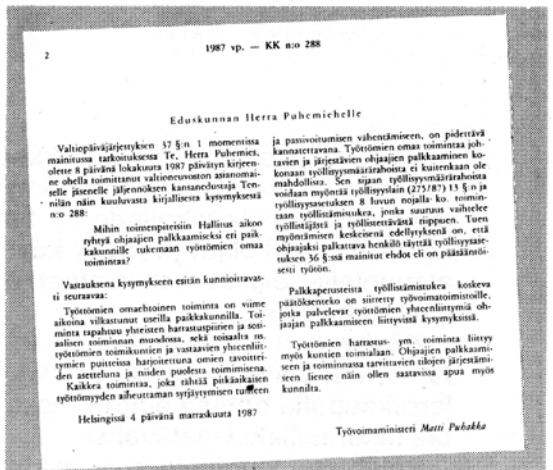 2
1987 vp. — KK n:o 288
Eduskunnan Herra Puhemiehelle
Valtiopäiväjärjestyksen 37 §:n 1 momentissa
mainitussa tarkoituksessa Te, Herra Puhemies,
olette 8 päivänä lokakuuta 1987 päivätyn kirjeen-
ne ohella toimittanut valtioneuvoston asianomai-
selle jäsenelle jäljennöksen kansanedustaja Ten-
nilän näin kuuluvasta kirjallisesta kysymyksestä
n:o 288:
Mihin toimenpiteisiin Hallitus aikoo
ryhtyä ohjaajien palkkaamiseksi eri paik-
kakunnille tukemaan työttömien omaa
toimintaa?
Vastauksena kysymykseen esitän kunnioittavas-
ti seuraavaa:
Työttömien omaehtoinen toiminta on viime
aikoina vilkastunut useilla paikkakunnilla. Toi-
minta tapahtuu yhteisten harrastuspiirien ja sosi-
aalisen toiminnan muodossa, sekä toisaalta ns.
työttömien toimikuntien ja vastaavien yhteenliit-
tymien puitteissa harjoitettuna omien tavoittei-
den asetteluna ja niiden puolesta toimimisena.
Kaikkea toimintaa, joka tähtää pitkäaikaisen
työttömyyden aiheuttaman syrjäytymisen tunteen
ja passivoitumisen vähentämiseen, on pidettävä
kannatettavana. Työttömien omaa toimintaa joh-
tavien ja järjestävien ohjaajien palkkaaminen ko-
konaan työllisyysmäärärahoista ei kuitenkaan ole
mahdollista. Sen sijaan työllisyysmäärärahoista
voidaan myöntää työllisyyslain (275/87) 13 §:n ja
työllisyysasetuksen 8 luvun nojalla ko. toimin-
taan työllistämistukea, jonka suuruus vaihtelee
työllistäjästä ja työllistettävästä riippuen. Tuen
myöntämisen keskeisenä edellytyksenä on, että
ohjaajaksi palkattava henkilö täyttää työllisyysase-
tuksen 36 §:ssä mainitut ehdot eli on pääsääntöi-
sesti työtön.
Palkkaperusteista työllistämistukea koskeva
päätöksenteko on siirretty työvoimatoimistoille,
jotka palvelevat työttömien yhteenliittymiä oh-
jaajan palkkaamiseen liittyvissä kysymyksissä.
Työttömien harrastus- ym. toiminta liittyy
myös kuntien toimialaan. Ohjaajien palkkaami-
seen ja toiminnassa tarvittavien tilojen järjestämi-
seen lienee näin ollen saatavissa apua myös
kunnilta.
Helsingissä 4 päivänä marraskuuta 1987
Työvoimaministeri Matti Puhakka